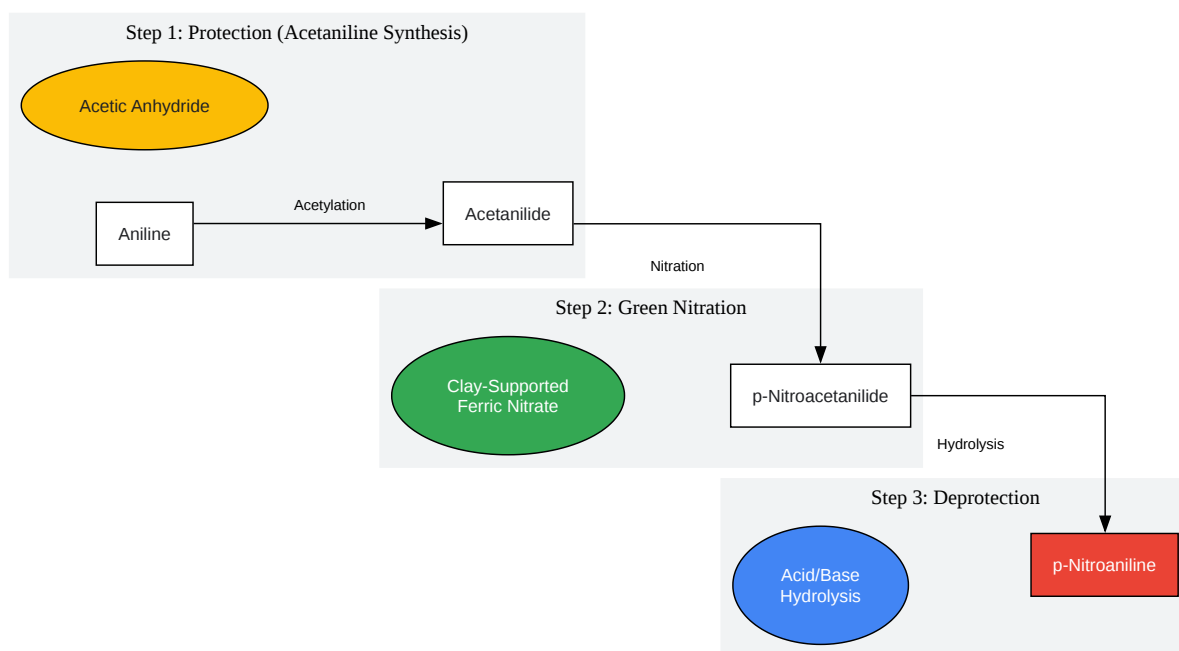 Step 1: Protection (Acetaniline Synthesis)
Acetic Anhydride
Aniline
Acetylation
Acetanilide
Nitration
Step 2: Green Nitration
Clay-Supported
Ferric Nitrate
p-Nitroacetanilide
Hydrolysis
Step 3: Deprotection
Acid/Base
Hydrolysis
p-Nitroaniline